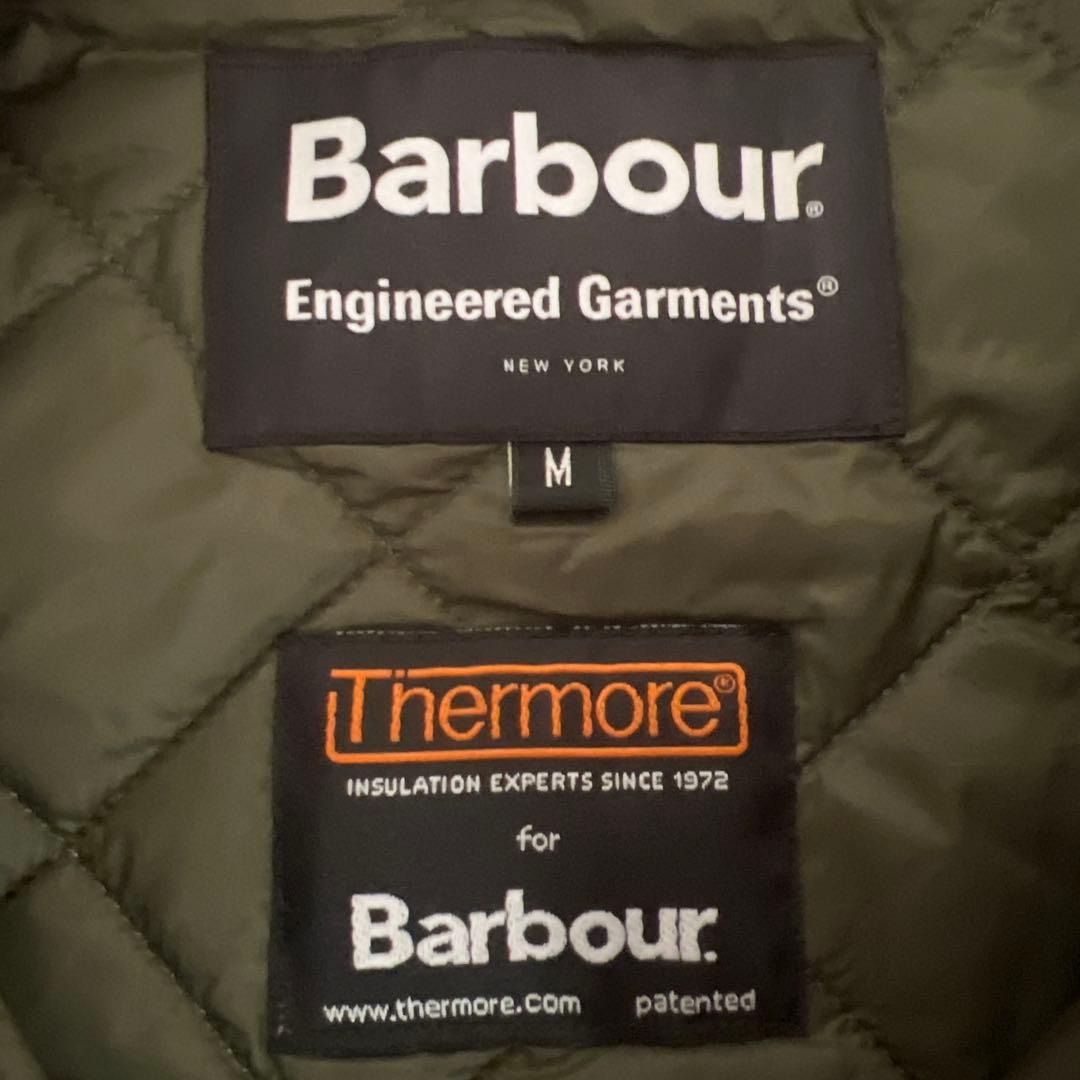 Barbour®
Engineered Garments®
NEW YORK
M
Thermore®
INSULATION EXPERTS SINCE 1972
for
Barbour.
www.thermore.com patented